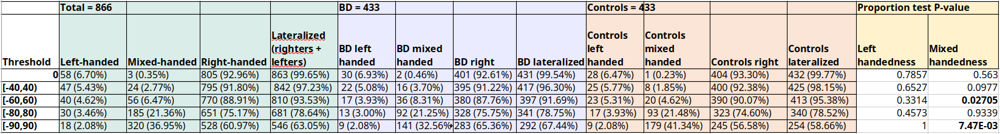 Total = 866 BD = 433 Controls = 433 Proportion test P-value
Threshold Left-handed Mixed-handed Right-handed Lateralized (righters + lefters) BD left handed BD mixed handed BD right BD lateralized Controls left handed Controls mixed handed Controls right Controls lateralized Left handedness Mixed handedness
0 58 (6.70%) 3 (0.35%) 805 (92.96%) 863 (99.65%) 30 (6.93%) 2 (0.46%) 401 (92.61%) 431 (99.54%) 28 (6.47%) 1 (0.23%) 404 (93.30%) 432 (99.77%) 0.7857 0.563
[-40,40) 47 (5.43%) 24 (2.77%) 795 (91.80%) 842 (97.23%) 22 (5.08%) 16 (3.70%) 395 (91.22%) 417 (96.30%) 25 (5.77%) 8 (1.85%) 400 (92.38%) 425 (98.15%) 0.6527 0.0977
[-60,60) 40 (4.62%) 56 (6.47%) 770 (88.91%) 810 (93.53%) 17 (3.93%) 36 (8.31%) 380 (87.76%) 397 (91.69%) 23 (5.31%) 20 (4.62%) 390 (90.07%) 413 (95.38%) 0.3314 0.02705
[-80,80) 30 (3.46%) 185 (21.36%) 651 (75.17%) 681 (78.64%) 13 (3.00%) 92 (21.25%) 328 (75.75%) 341 (78.75%) 17 (3.93%) 93 (21.48%) 323 (74.60%) 340 (78.52%) 0.4573 0.9339
[-90,90) 18 (2.08%) 320 (36.95%) 528 (60.97%) 546 (63.05%) 9 (2.08%) 141 (32.56% 283 (65.36%) 292 (67.44%) 9 (2.08%) 179 (41.34%) 245 (56.58%) 254 (58.66%) 1 7.47E-03